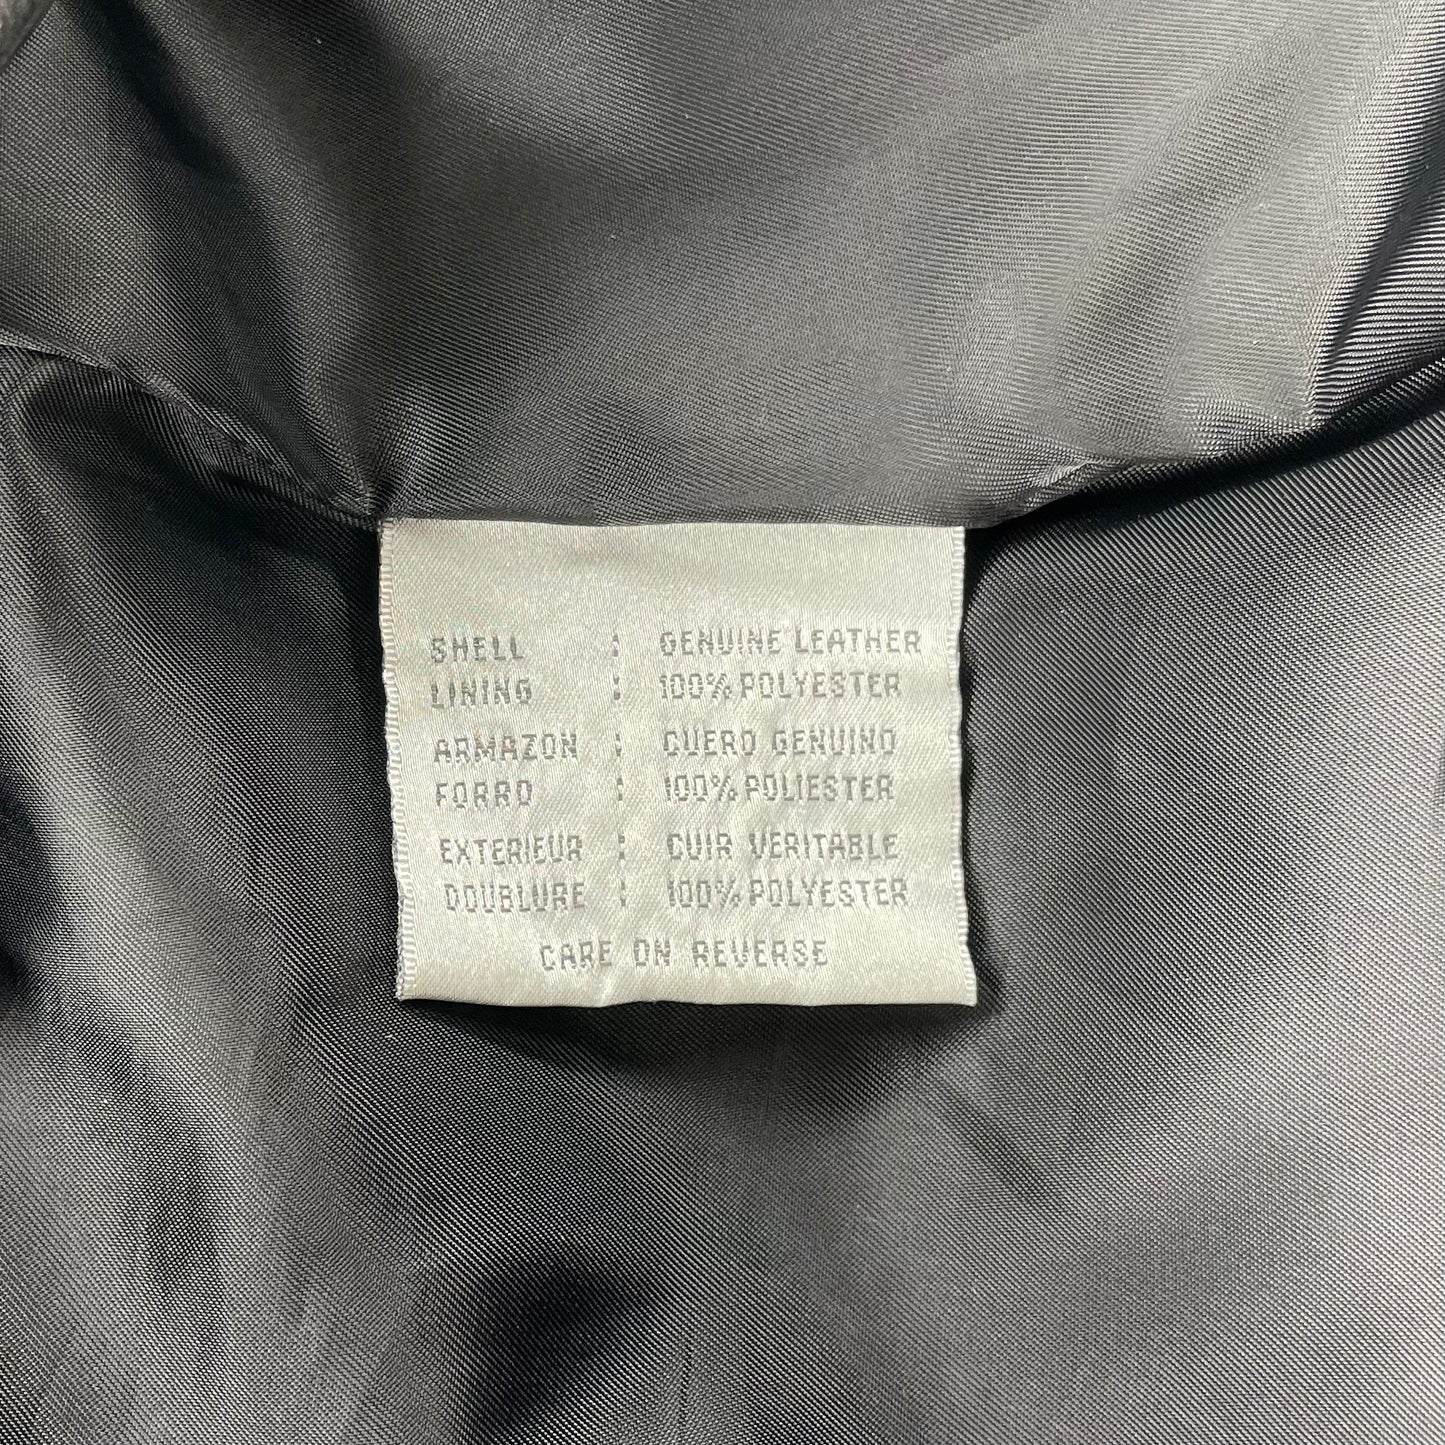 SHELL : GENUINE LEATHER
LINING : 100% POLYESTER
ARMAZON : CUERO GENUINO
FORRO : 100% POLIESTER
EXTERIEUR : CUIR VERITABLE
DOUBLURE : 100% POLYESTER
CARE ON REVERSE